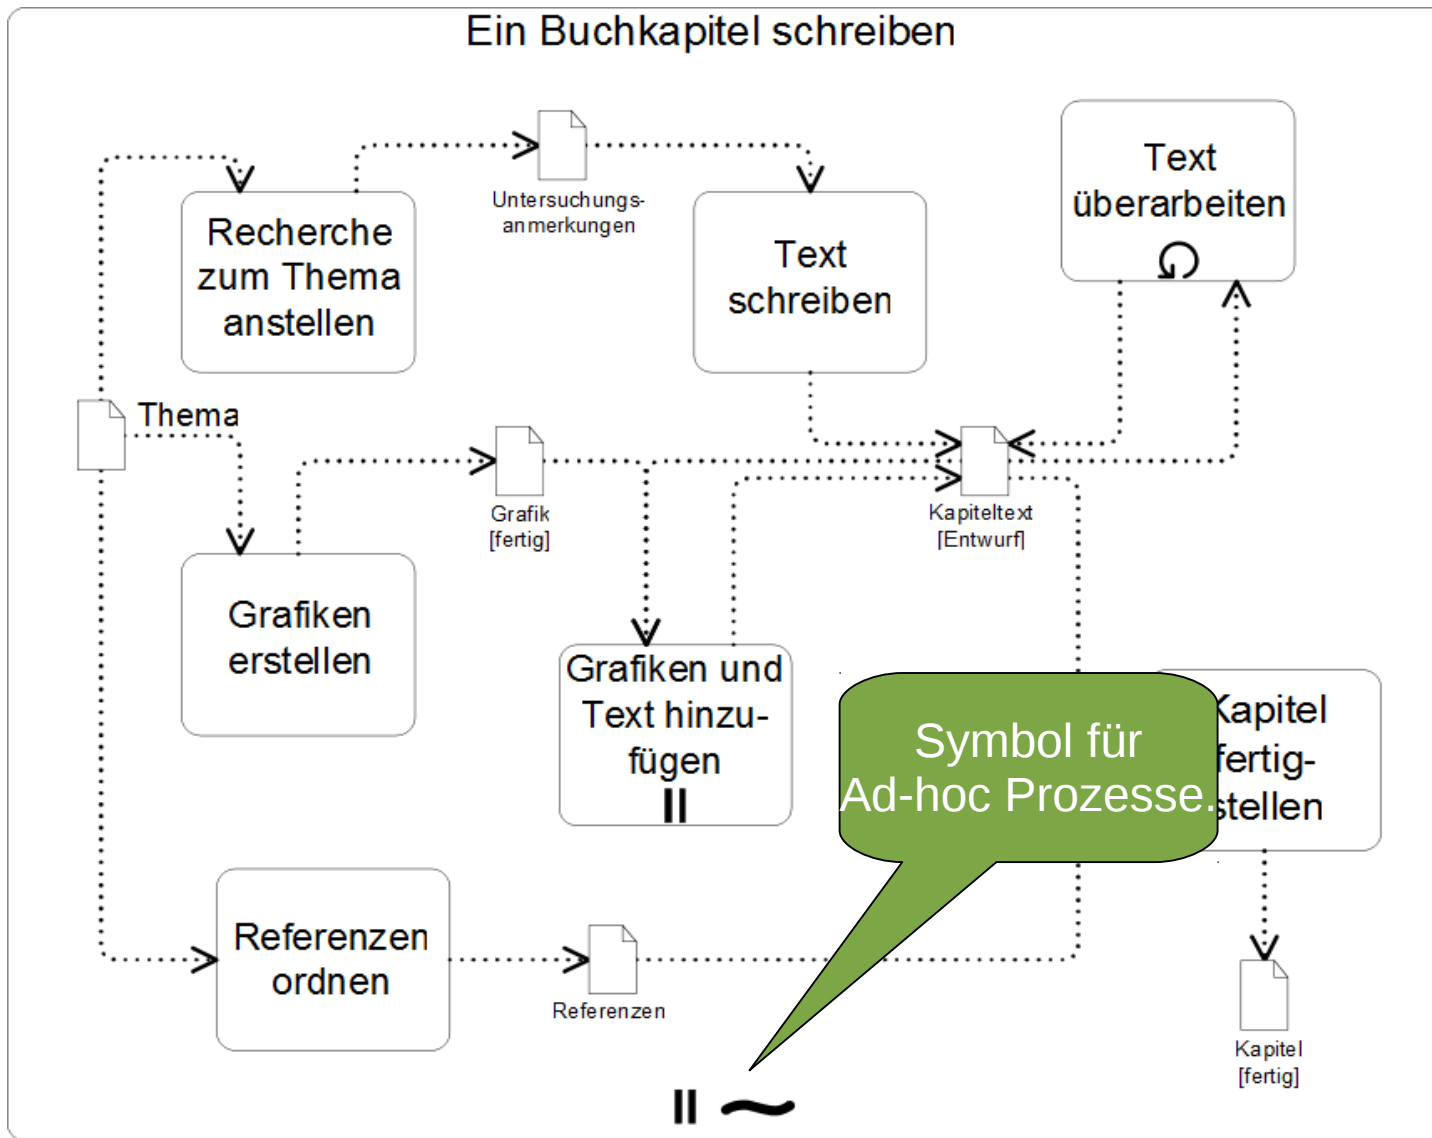 Ein Buchkapitel schreiben
Untersuchungs-
anmerkungen
Text
überarbeiten
Recherche
zum Thema
anstellen
Text
schreiben
Thema
Grafik
[fertig]
Kapiteltext
[Entwurf]
Grafiken
erstellen
Grafiken und
Text hinzu-
fügen
Symbol für
Ad-hoc Prozesse.
Kapitel
fertig-
stellen
Referenzen
ordnen
Referenzen
Kapitel
[fertig]